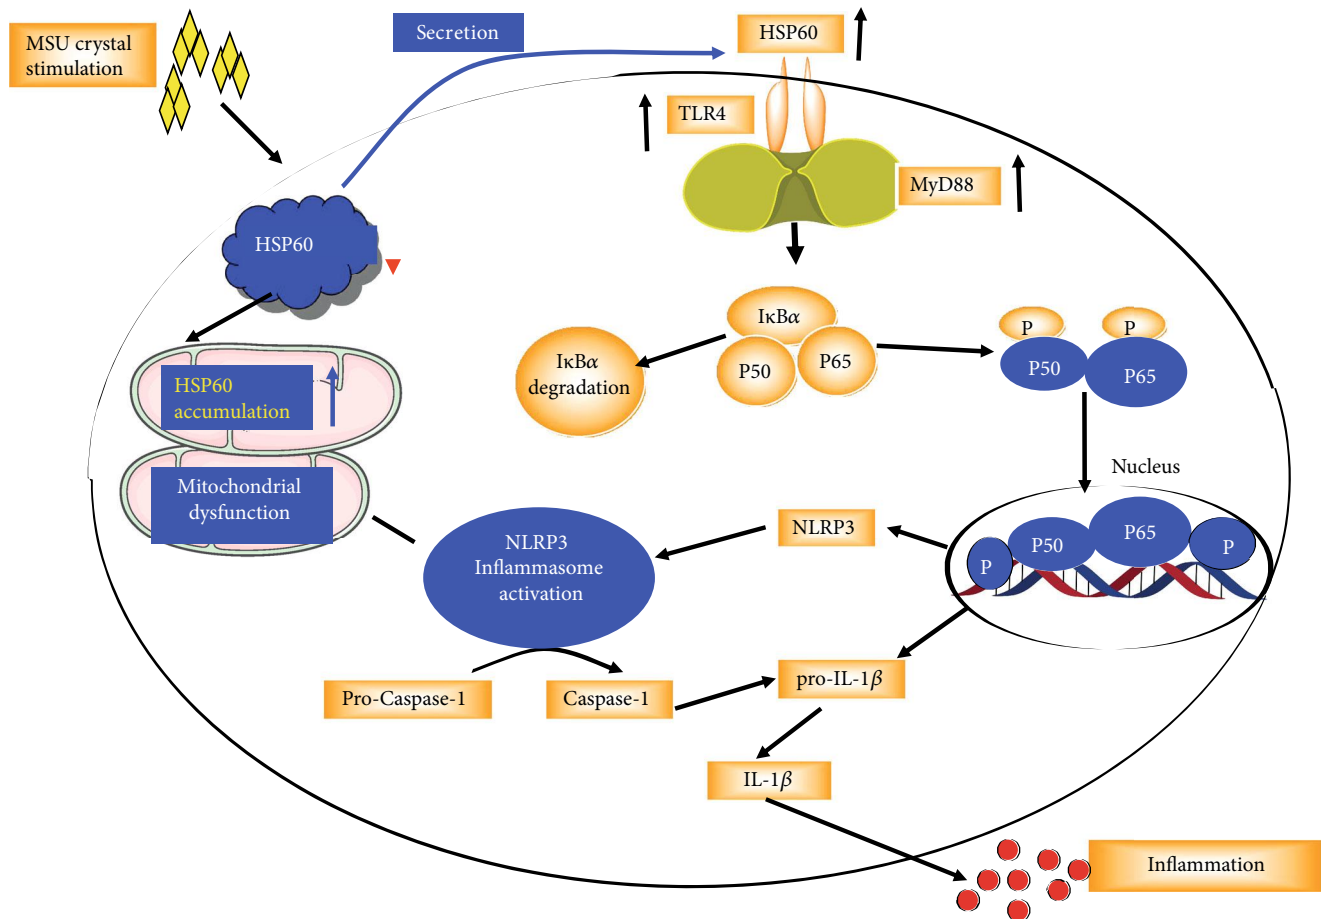 MSU crystal
stimulation
Secretion
HSP60
TLR4
MyD88
HSP60
HSP60
accumulation
Mitochondrial
dysfunction
IκBα
degradation
IκBα
P50
P65
P
P
P50
P65
Nucleus
P
P50
P65
P
NLRP3
NLRP3
Inflammasome
activation
Pro-Caspase-1
Caspase-1
pro-IL-1β
IL-1β
Inflammation